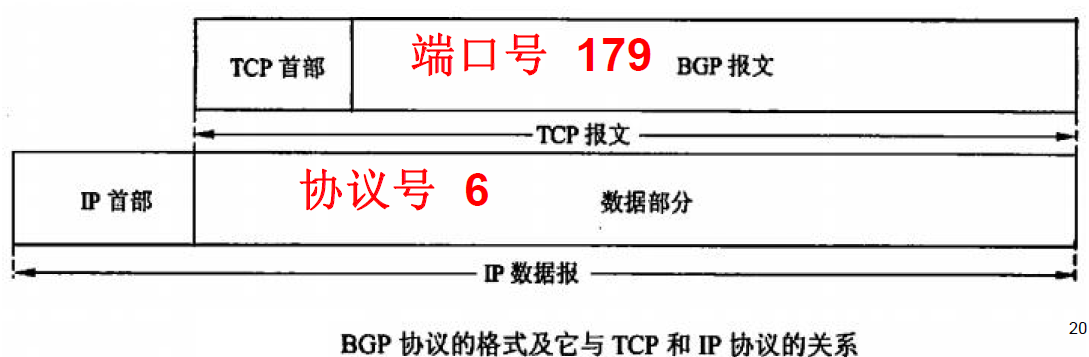 TCP 首部 端口号 179 BGP 报文
TCP 报文
IP 首部 协议号 6 数据部分
IP 数据报
BGP 协议的格式及它与 TCP 和 IP 协议的关系
20